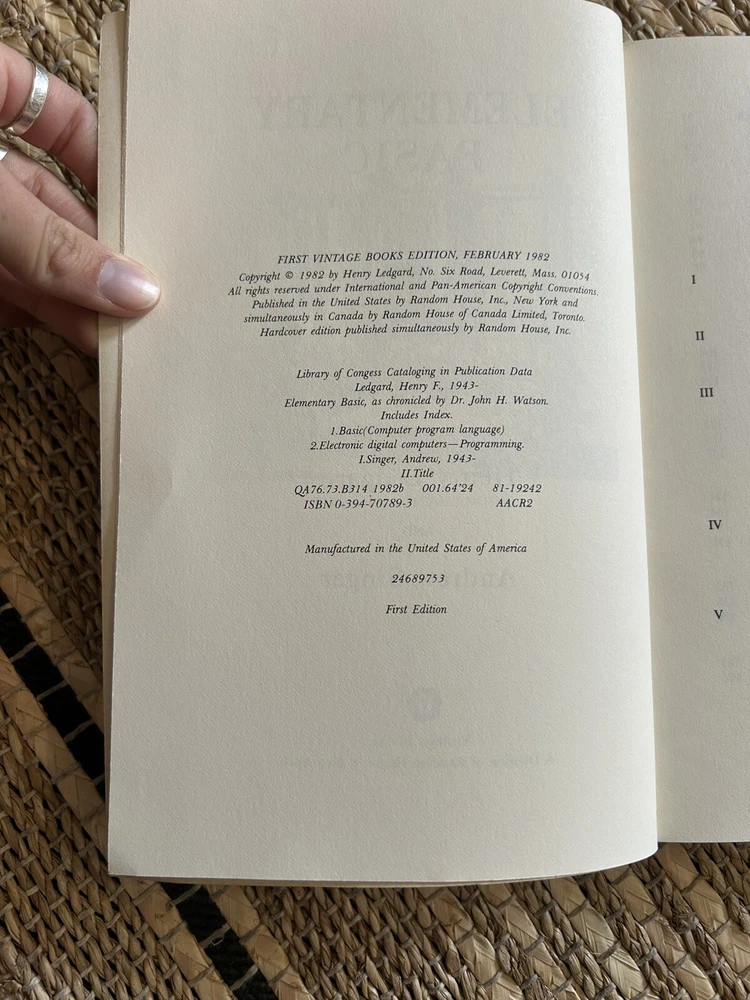 FIRST VINTAGE BOOKS EDITION, FEBRUARY 1982
Copyright © 1982 by Henry Ledgard, No. Six Road, Leverett, Mass. 01054
All rights reserved under International and Pan-American Copyright Conventions.
Published in the United States by Random House, Inc., New York and
simultaneously in Canada by Random House of Canada Limited, Toronto.
Hardcover edition published simultaneously by Random House, Inc.
Library of Congess Cataloging in Publication Data
Ledgard, Henry F., 1943-
Elementary Basic, as chronicled by Dr. John H. Watson.
Includes Index.
1.Basic(Computer program language)
2.Electronic digital computers—Programming.
I.Singer, Andrew, 1943-
II.Title
QA76.73.B314 1982b 001.64'24 81-19242
ISBN 0-394-70789-3 AACR2
Manufactured in the United States of America
24689753
First Edition
I
II
III
IV
V